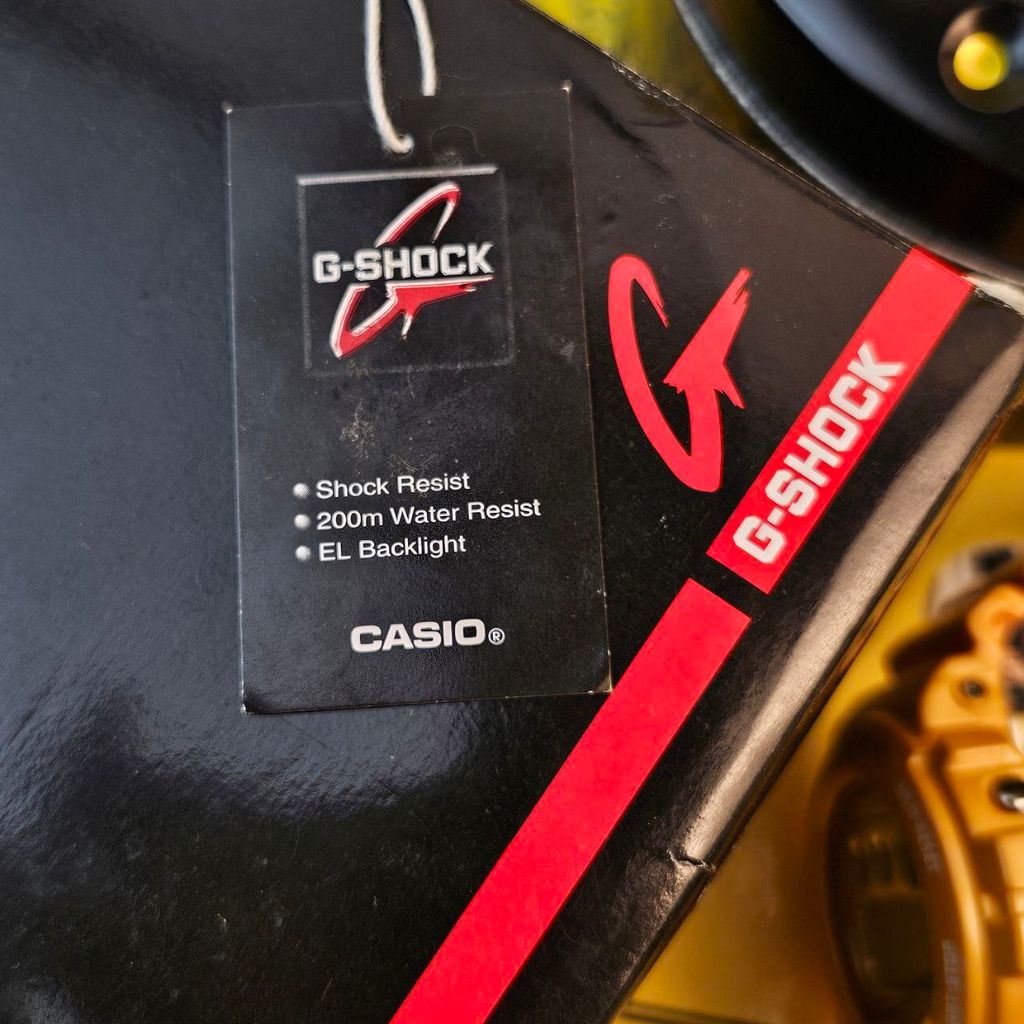 G-SHOCK
Shock Resist
200m Water Resist
EL Backlight
CASIO®
G-SHOCK